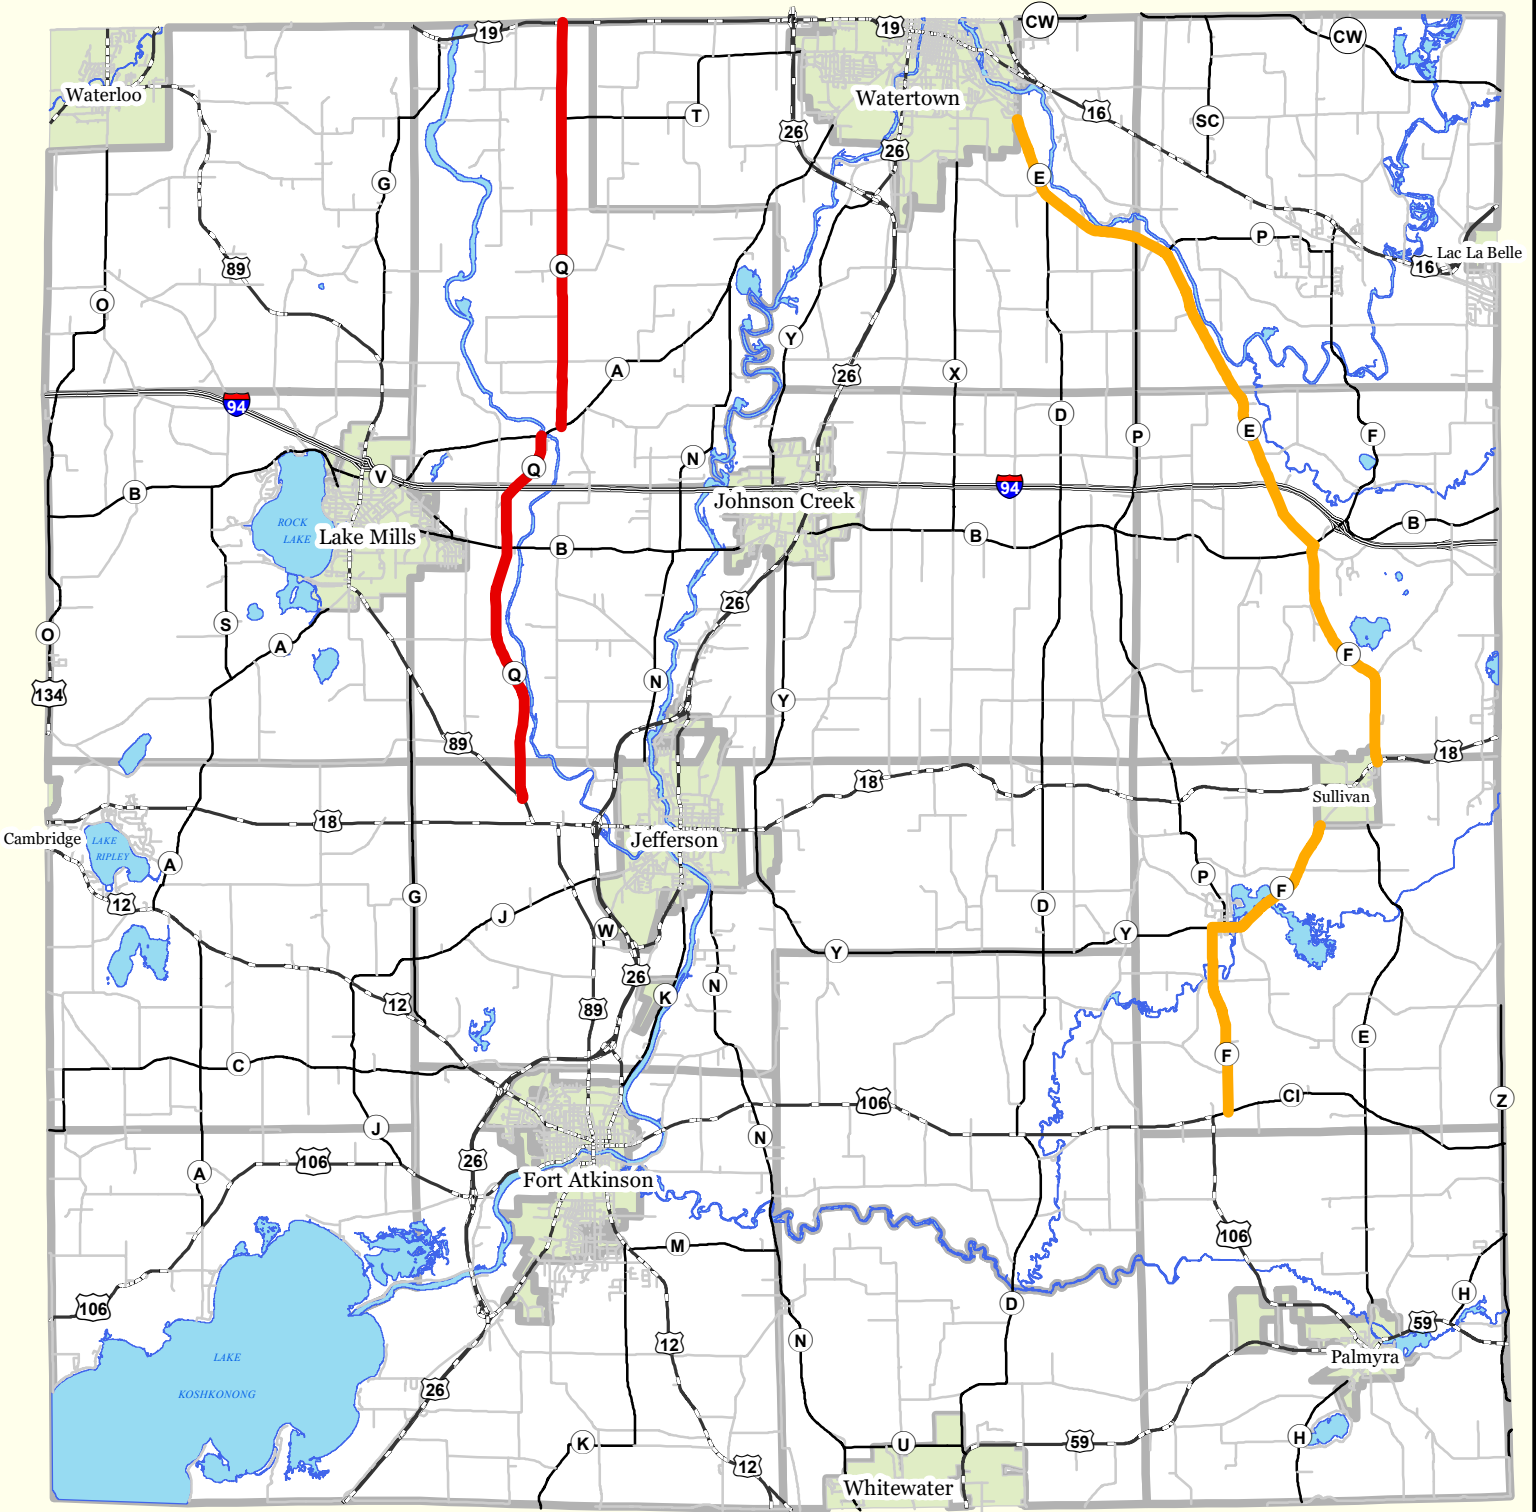 19
19
CW
CW
Waterloo
Watertown
T
16
SC
26
26
E
G
Q
P
Lac La Belle
16
89
O
Y
A
X
26
94
D
E
P
F
N
Q
V
B
94
Johnson Creek
ROCK
LAKE
Lake Mills
B
B
B
26
S
O
A
F
Q
N
134
Y
89
18
18
Sullivan
18
Cambridge
LAKE
RIPLEY
Jefferson
A
12
G
J
P
F
D
W
Y
Y
26
N
K
12
89
E
F
C
106
CI
Z
J
N
106
26
A
Fort Atkinson
106
M
106
D
H
59
N
12
Palmyra
LAKE
KOSHKONONG
26
K
U
59
H
12
Whitewater